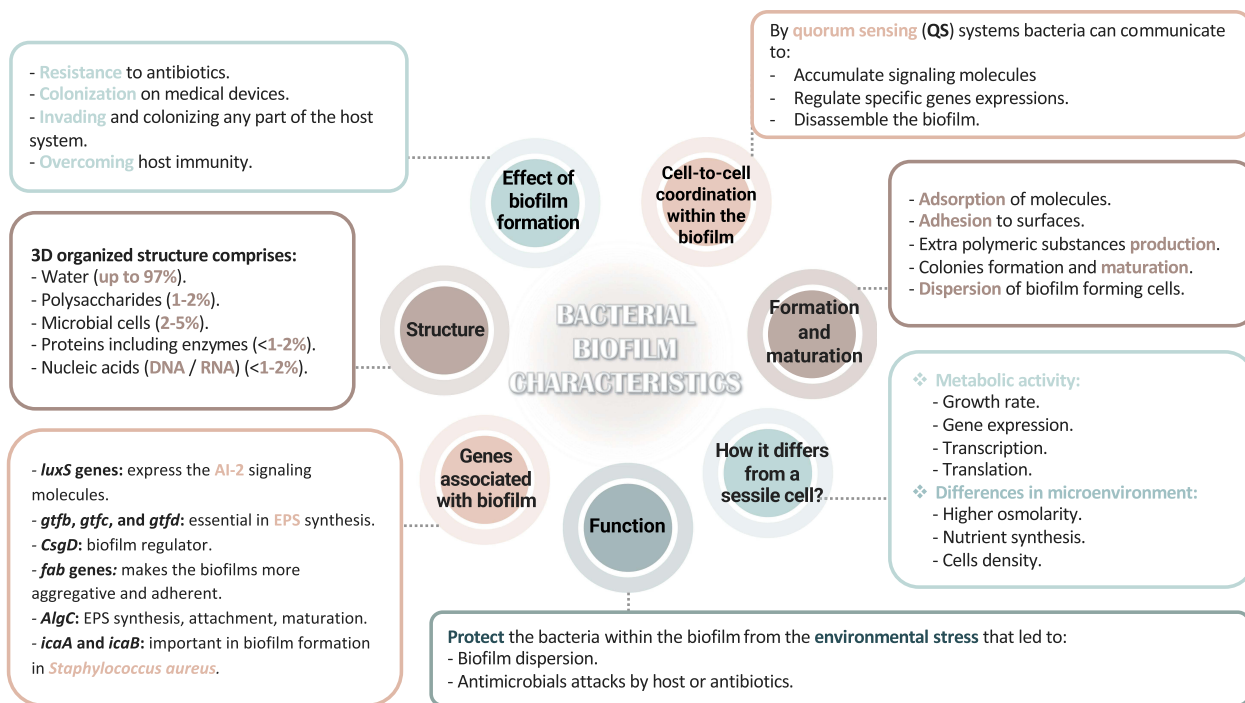 - Resistance to antibiotics.
- Colonization on medical devices.
- Invading and colonizing any part of the host
system.
- Overcoming host immunity.
By quorum sensing (QS) systems bacteria can communicate
to:
- Accumulate signaling molecules
- Regulate specific genes expressions.
- Disassemble the biofilm.
Effect of
biofilm
formation
Cell-to-cell
coordination
within the
biofilm
- Adsorption of molecules.
- Adhesion to surfaces.
- Extra polymeric substances production.
- Colonies formation and maturation.
- Dispersion of biofilm forming cells.
3D organized structure comprises:
- Water (up to 97%).
- Polysaccharides (1-2%).
- Microbial cells (2-5%).
- Proteins including enzymes (<1-2%).
- Nucleic acids (DNA / RNA) (<1-2%).
Structure
BACTERIAL
BIOFILM
CHARACTERISTICS
Formation
and
maturation
❖ Metabolic activity:
- Growth rate.
- Gene expression.
- Transcription.
- Translation.
❖ Differences in microenvironment:
- Higher osmolarity.
- Nutrient synthesis.
- Cells density.
- luxS genes: express the AI-2 signaling
molecules.
- gtfb, gtfc, and gtfd: essential in EPS synthesis.
- CsgD: biofilm regulator.
- fab genes: makes the biofilms more
aggregative and adherent.
- AlgC: EPS synthesis, attachment, maturation.
- icaA and icaB: important in biofilm formation
in Staphylococcus aureus.
Genes
associated
with biofilm
Function
How it differs
from a
sessile cell?
Protect the bacteria within the biofilm from the environmental stress that led to:
- Biofilm dispersion.
- Antimicrobials attacks by host or antibiotics.